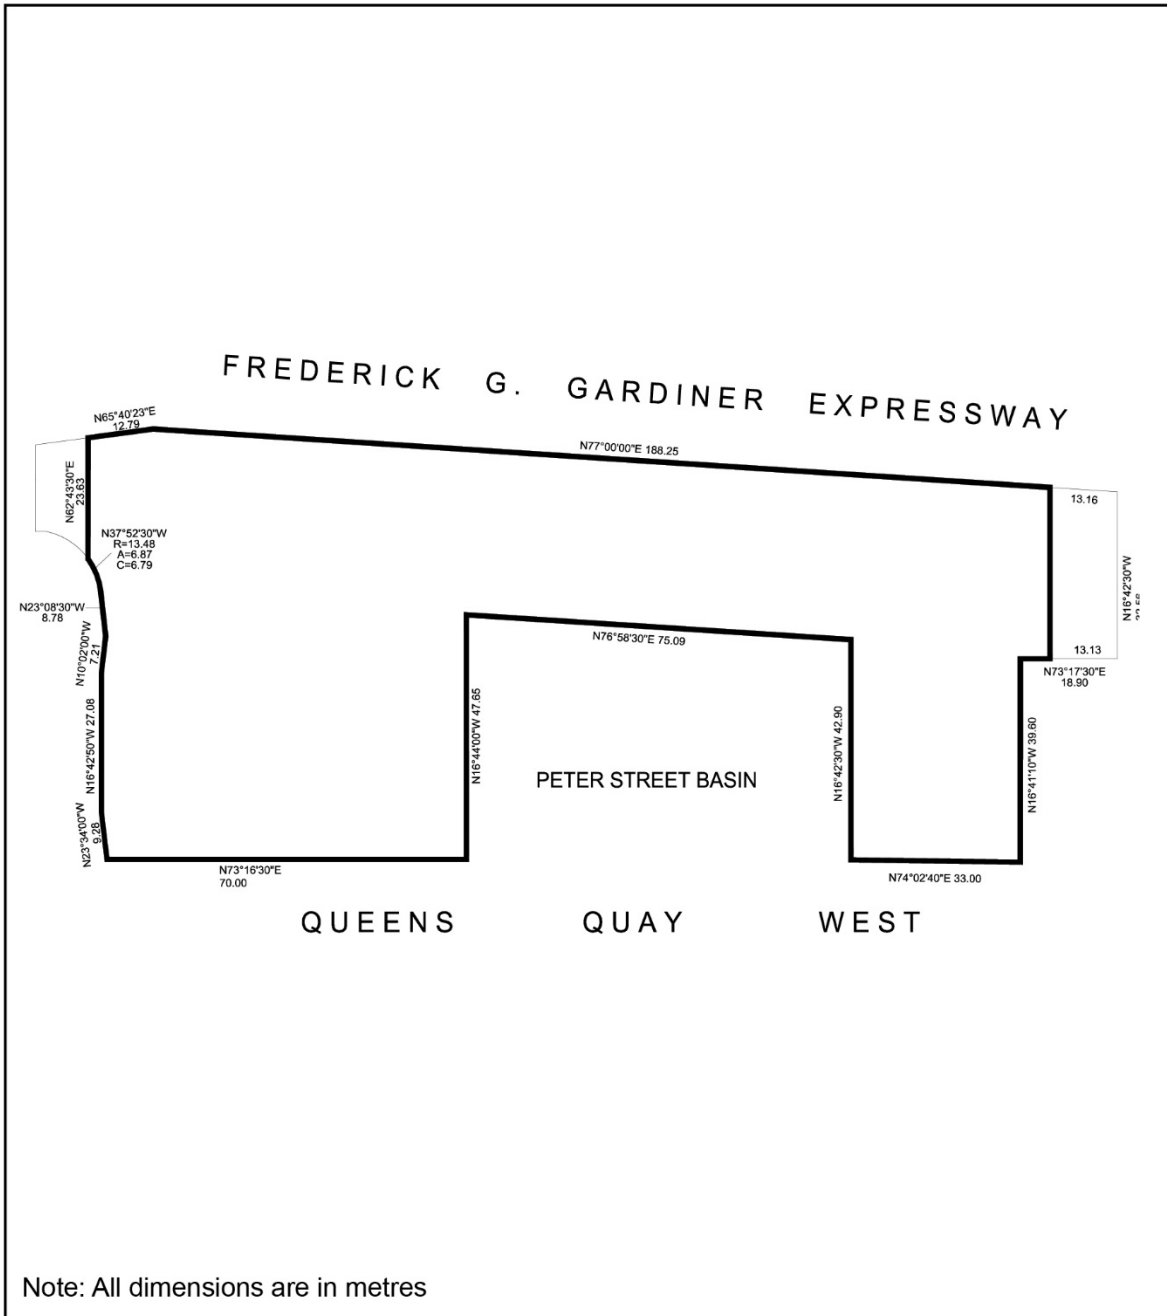 FREDERICK G. GARDINER EXPRESSWAY
N65°40'23"E
12.79
N77°00'00"E 188.25
13.16
N62°43'30"E
23.63
N37°52'30"W
R=13.48
A=6.87
C=6.79
N16°42'30"W
N23°08'30"W
8.78
N10°02'00"W
7.21
N76°58'30"E 75.09
13.13
N73°17'30"E
18.90
N16°42'50"W 27.08
N16°44'00"W 47.65
N16°42'30"W 42.90
N16°41'10"W 39.60
PETER STREET BASIN
N23°34'00"W
9.28
N73°16'30"E
70.00
N74°02'40"E 33.00
QUEENS QUAY WEST
Note: All dimensions are in metres